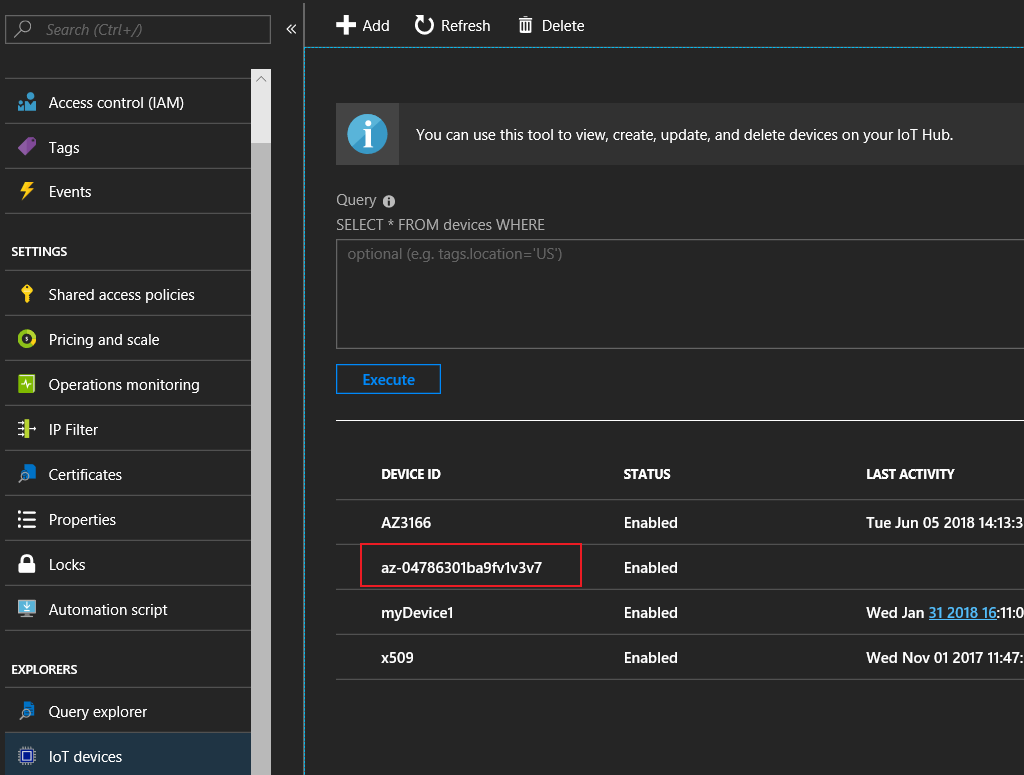 Search (Ctrl+/)
«
Add
Refresh
Delete
Access control (IAM)
Tags
Events
SETTINGS
Shared access policies
Pricing and scale
Operations monitoring
IP Filter
Certificates
Properties
Locks
Automation script
EXPLORERS
Query explorer
IoT devices
You can use this tool to view, create, update, and delete devices on your IoT Hub.
Query
SELECT * FROM devices WHERE
optional (e.g. tags.location='US')
Execute
DEVICE ID STATUS LAST ACTIVITY
AZ3166 Enabled Tue Jun 05 2018 14:13:3
az-04786301ba9fv1v3v7 Enabled
myDevice1 Enabled Wed Jan 31 2018 16:11:0
x509 Enabled Wed Nov 01 2017 11:47: